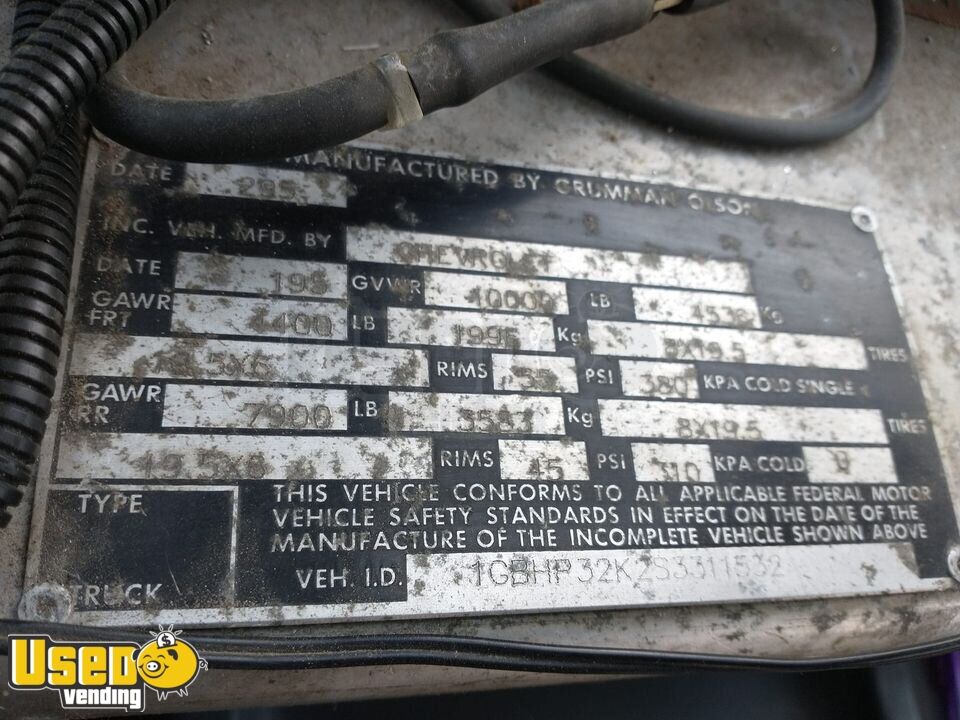 MANUFACTURED BY GRUMMAN OLSON
DATE 295
INC. VEH. MFD. BY CHEVROLET
DATE 195 GVWR 10000 LB 4536 Kg
GAWR FRT 4400 LB 1995 Kg 8X19.5 TIRES
19.5X6 RIMS 55 PSI 380 KPA COLD SINGLE
GAWR RR 7900 LB 3583 Kg 8X19.5 TIRES
19.5X6 RIMS 45 PSI 310 KPA COLD
TYPE
TRUCK
THIS VEHICLE CONFORMS TO ALL APPLICABLE FEDERAL MOTOR
VEHICLE SAFETY STANDARDS IN EFFECT ON THE DATE OF THE
MANUFACTURE OF THE INCOMPLETE VEHICLE SHOWN ABOVE
VEH. I.D. 1GBHP32K2S3311532
USED
vending